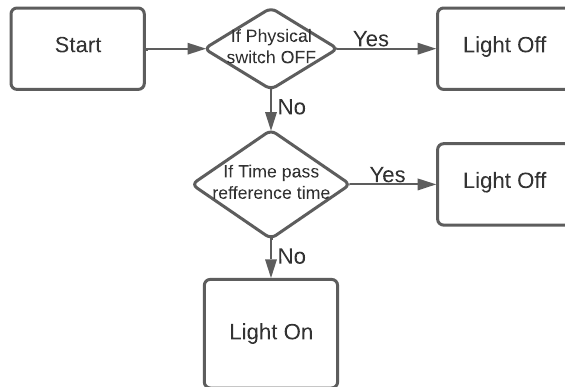 Start
If Physical
switch OFF
Yes
Light Off
No
If Time pass
refference time
Yes
Light Off
No
Light On